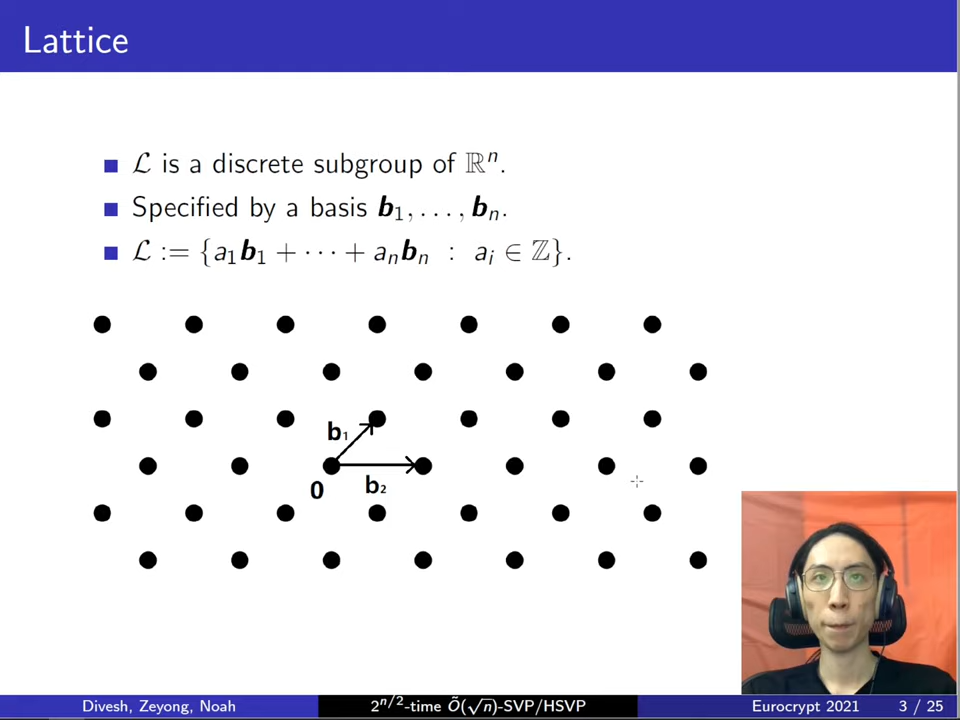 Lattice
ℒ is a discrete subgroup of ℝⁿ.
Specified by a basis b₁, . . . , bₙ.
ℒ := {a₁b₁ + · · · + aₙbₙ : aᵢ ∈ ℤ}.
b₁
0
b₂
Divesh, Zeyong, Noah
2^{n/2}-time Õ(√n)-SVP/HSVP
Eurocrypt 2021
3 / 25